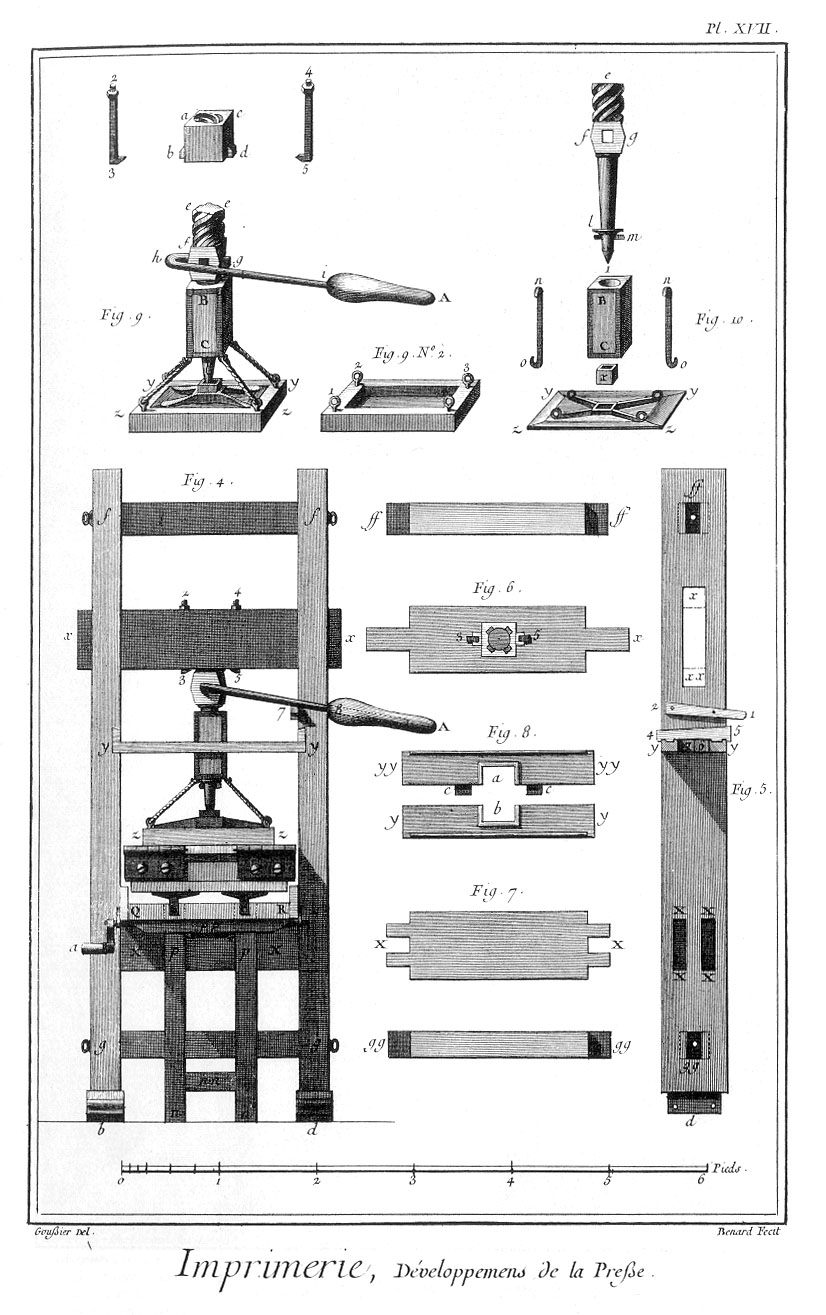 Pl. XVII.
2
4
e
a c
b d
3
5
f g
l
m
1
e e
f
h g
i
A
B
C
Fig. 9.
y y
z z
Fig. 9. N.º 2.
1 2 3
n n
B
C
o o
Fig. 10
x
y y
z z
Fig. 4.
f f
ff ff
ff
2 4
x x
3 5
Fig. 6.
3 5 x
x
x x
7 8 A
y y
2 1
4 5
y y
Fig. 8.
yy a yy
c c
y b y
Fig. 5.
z z
Q R
a
X p p X
Fig. 7.
X X
X X
X X
g g
gg gg
gg
b d
d
0 1 2 3 4 5 6 Pieds.
Goußier Del.
Benard Fecit
Imprimerie, Développemens de la Preße.